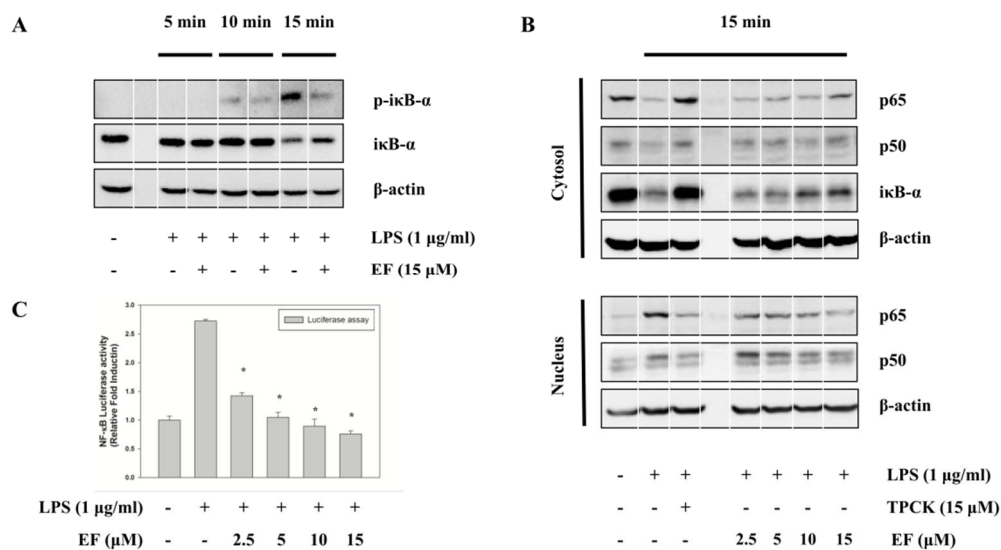 A
5 min 10 min 15 min
p-iκB-α
iκB-α
β-actin
- + + + + + + LPS (1 μg/ml)
- - + - + - + EF (15 μM)
B
15 min
Cytosol
p65
p50
iκB-α
β-actin
Nucleus
p65
p50
β-actin
- + + + + + + LPS (1 μg/ml)
- - + TPCK (15 μM)
- - 2.5 5 10 15 EF (μM)
C
NF-κB Luciferase activity
(Relative Fold Inductin)
3.0
2.5
2.0
1.5
1.0
0.5
0.0
Luciferase assay
* * * *
LPS (1 μg/ml) - + + + + +
EF (μM) - - 2.5 5 10 15